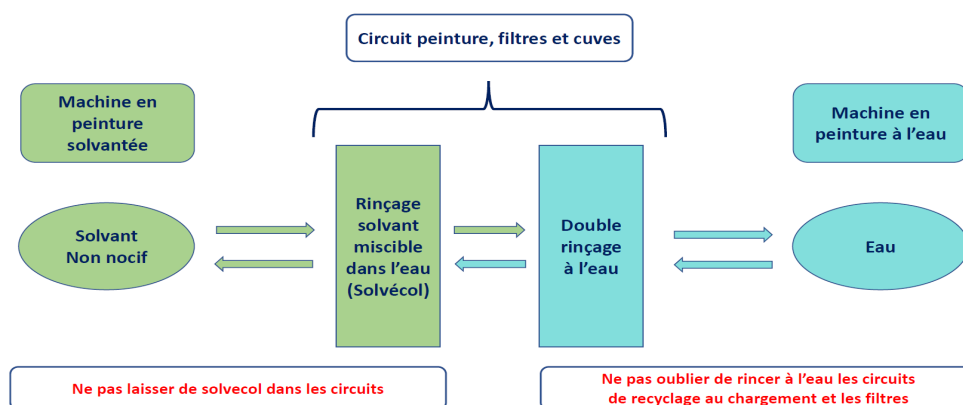 Circuit peinture, filtres et cuves
Machine en
peinture
solvantée
Machine en
peinture à l’eau
Solvant
Non nocif
Rinçage
solvant
miscible
dans l’eau
(Solvécol)
Double
rinçage
à l’eau
Eau
Ne pas laisser de solvecol dans les circuits
Ne pas oublier de rincer à l’eau les circuits
de recyclage au chargement et les filtres